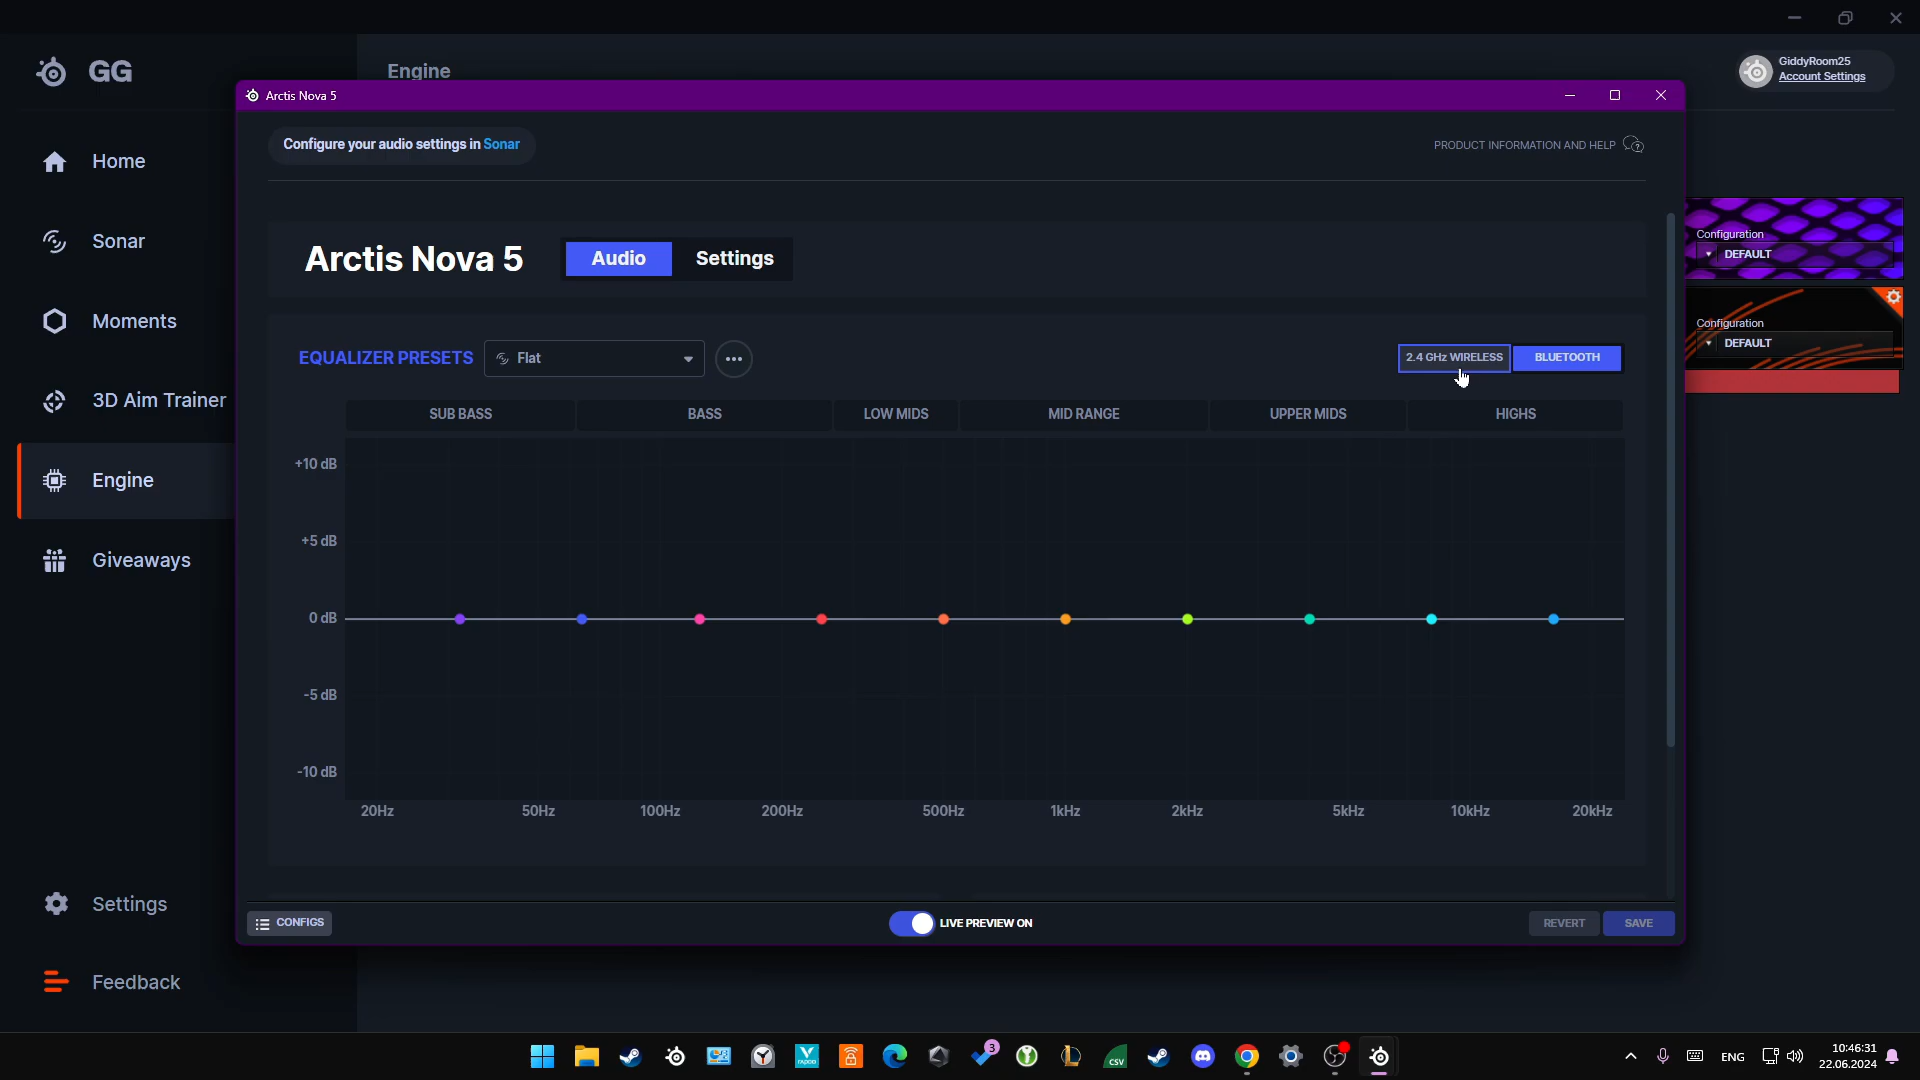 GG
Engine
GiddyRoom25
Account Settings
Arctis Nova 5
Home
Configure your audio settings in Sonar
PRODUCT INFORMATION AND HELP
Sonar
Arctis Nova 5
Audio
Settings
Configuration
DEFAULT
Moments
Configuration
DEFAULT
EQUALIZER PRESETS
Flat
2.4 GHz WIRELESS
BLUETOOTH
3D Aim Trainer
SUB BASS
BASS
LOW MIDS
MID RANGE
UPPER MIDS
HIGHS
+10 dB
Engine
+5 dB
Giveaways
0 dB
-5 dB
-10 dB
20Hz
50Hz
100Hz
200Hz
500Hz
1kHz
2kHz
5kHz
10kHz
20kHz
Settings
CONFIGS
LIVE PREVIEW ON
REVERT
SAVE
Feedback
3
CSV
rapoo
ENG
10:46:31
22.06.2024